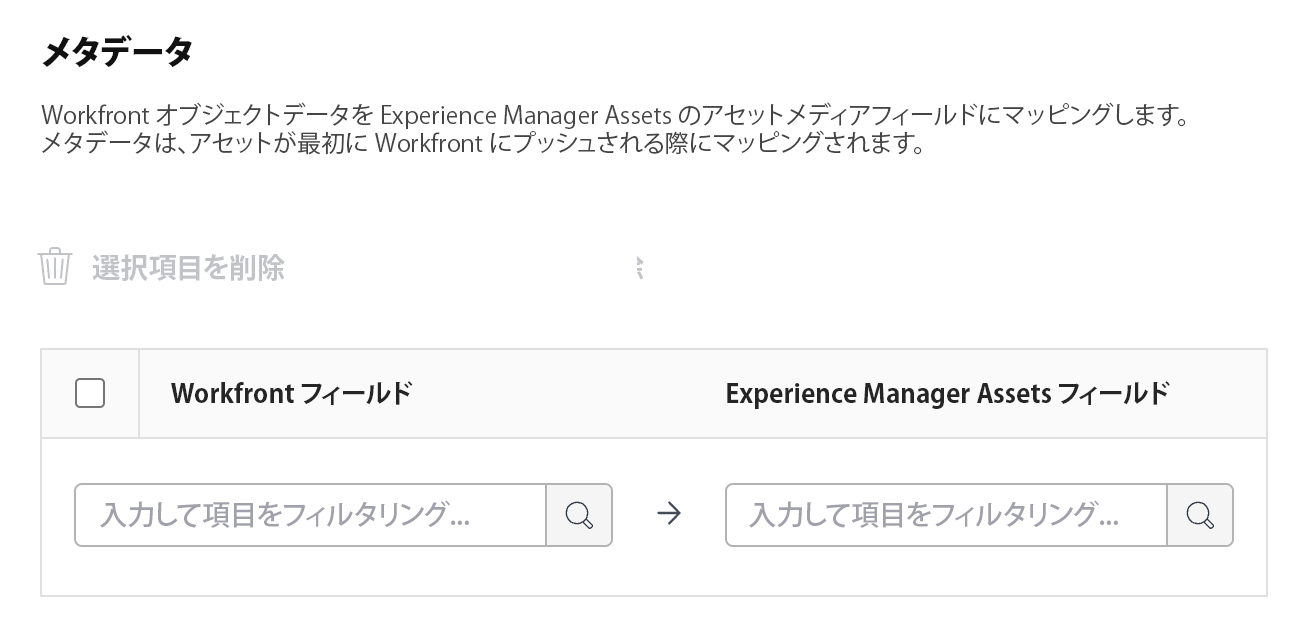 メタデータ
Workfront オブジェクトデータを Experience Manager Assets のアセットメディアフィールドにマッピングします。
メタデータは、アセットが最初に Workfront にプッシュされる際にマッピングされます。
選択項目を削除
Workfront フィールド
Experience Manager Assets フィールド
入力して項目をフィルタリング...
入力して項目をフィルタリング...